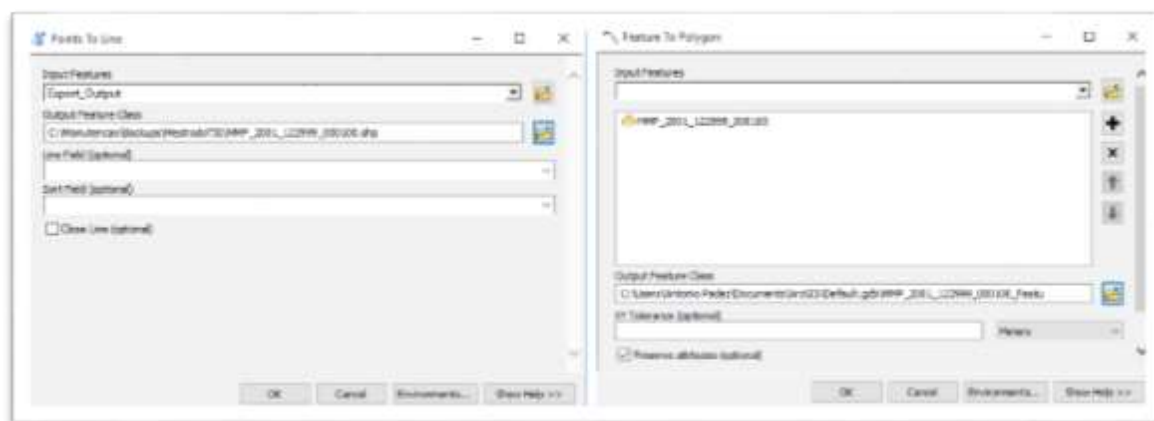 Points To Line
Input Features
Export_Output
Output Feature Class
Line Field (optional)
Sort Field (optional)
Close Line (optional)
OK
Cancel
Environments...
Show Help >>
Feature To Polygon
Input Features
Output Feature Class
XY Tolerance (optional)
Meters
Preserve attributes (optional)
OK
Cancel
Environments...
Show Help >>